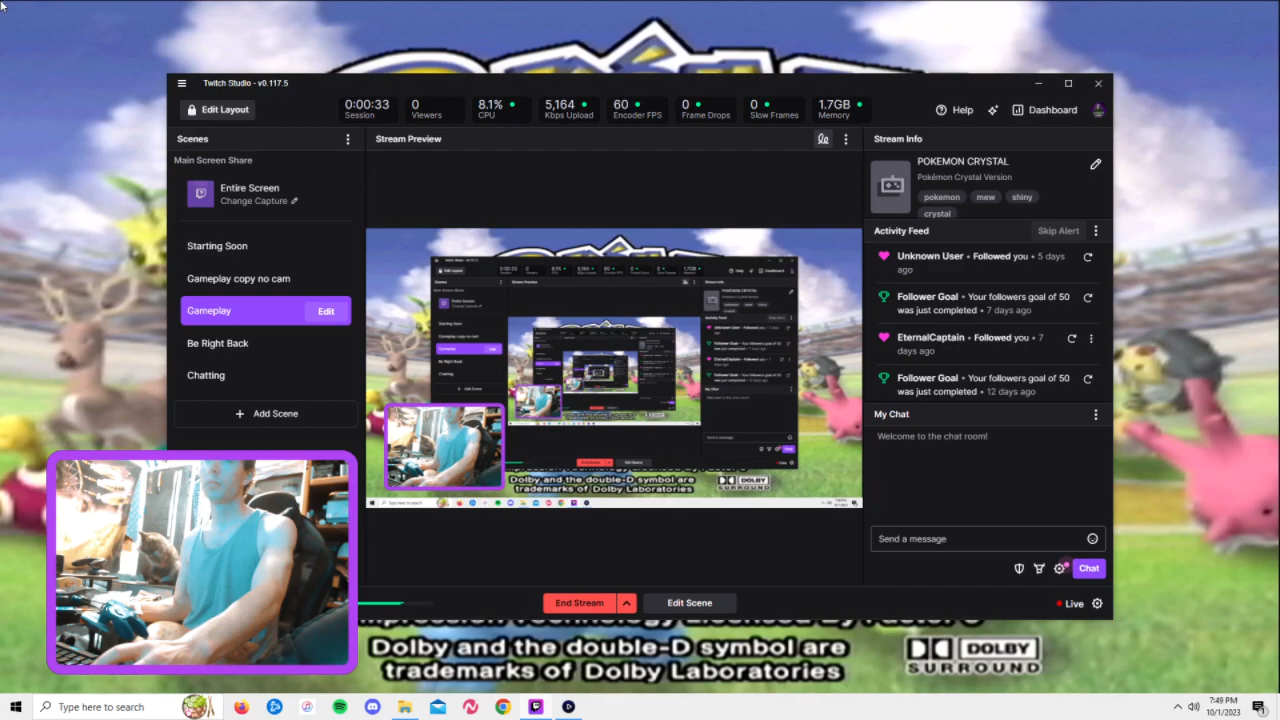 Twitch Studio - v0.117.5
Edit Layout
0:00:33
Session
0
Viewers
8.1%
CPU
5,164
Kbps Upload
60
Encoder FPS
0
Frame Drops
0
Slow Frames
1.7GB
Memory
Help
Dashboard
Scenes
Main Screen Share
Entire Screen
Change Capture
Starting Soon
Gameplay copy no cam
Gameplay
Edit
Be Right Back
Chatting
+ Add Scene
Stream Preview
End Stream
Edit Scene
Stream Info
POKEMON CRYSTAL
Pokémon Crystal Version
pokemon
mew
shiny
crystal
Activity Feed
Skip Alert
Unknown User • Followed you • 5 days
ago
Follower Goal • Your followers goal of 50
was just completed • 7 days ago
EternalCaptain • Followed you • 7
days ago
Follower Goal • Your followers goal of 50
was just completed • 12 days ago
My Chat
Welcome to the chat room!
Send a message
Chat
Live
Dolby and the double-D symbol are
trademarks of Dolby Laboratories
DOLBY
SURROUND
Type here to search
7:49 PM
10/1/2023